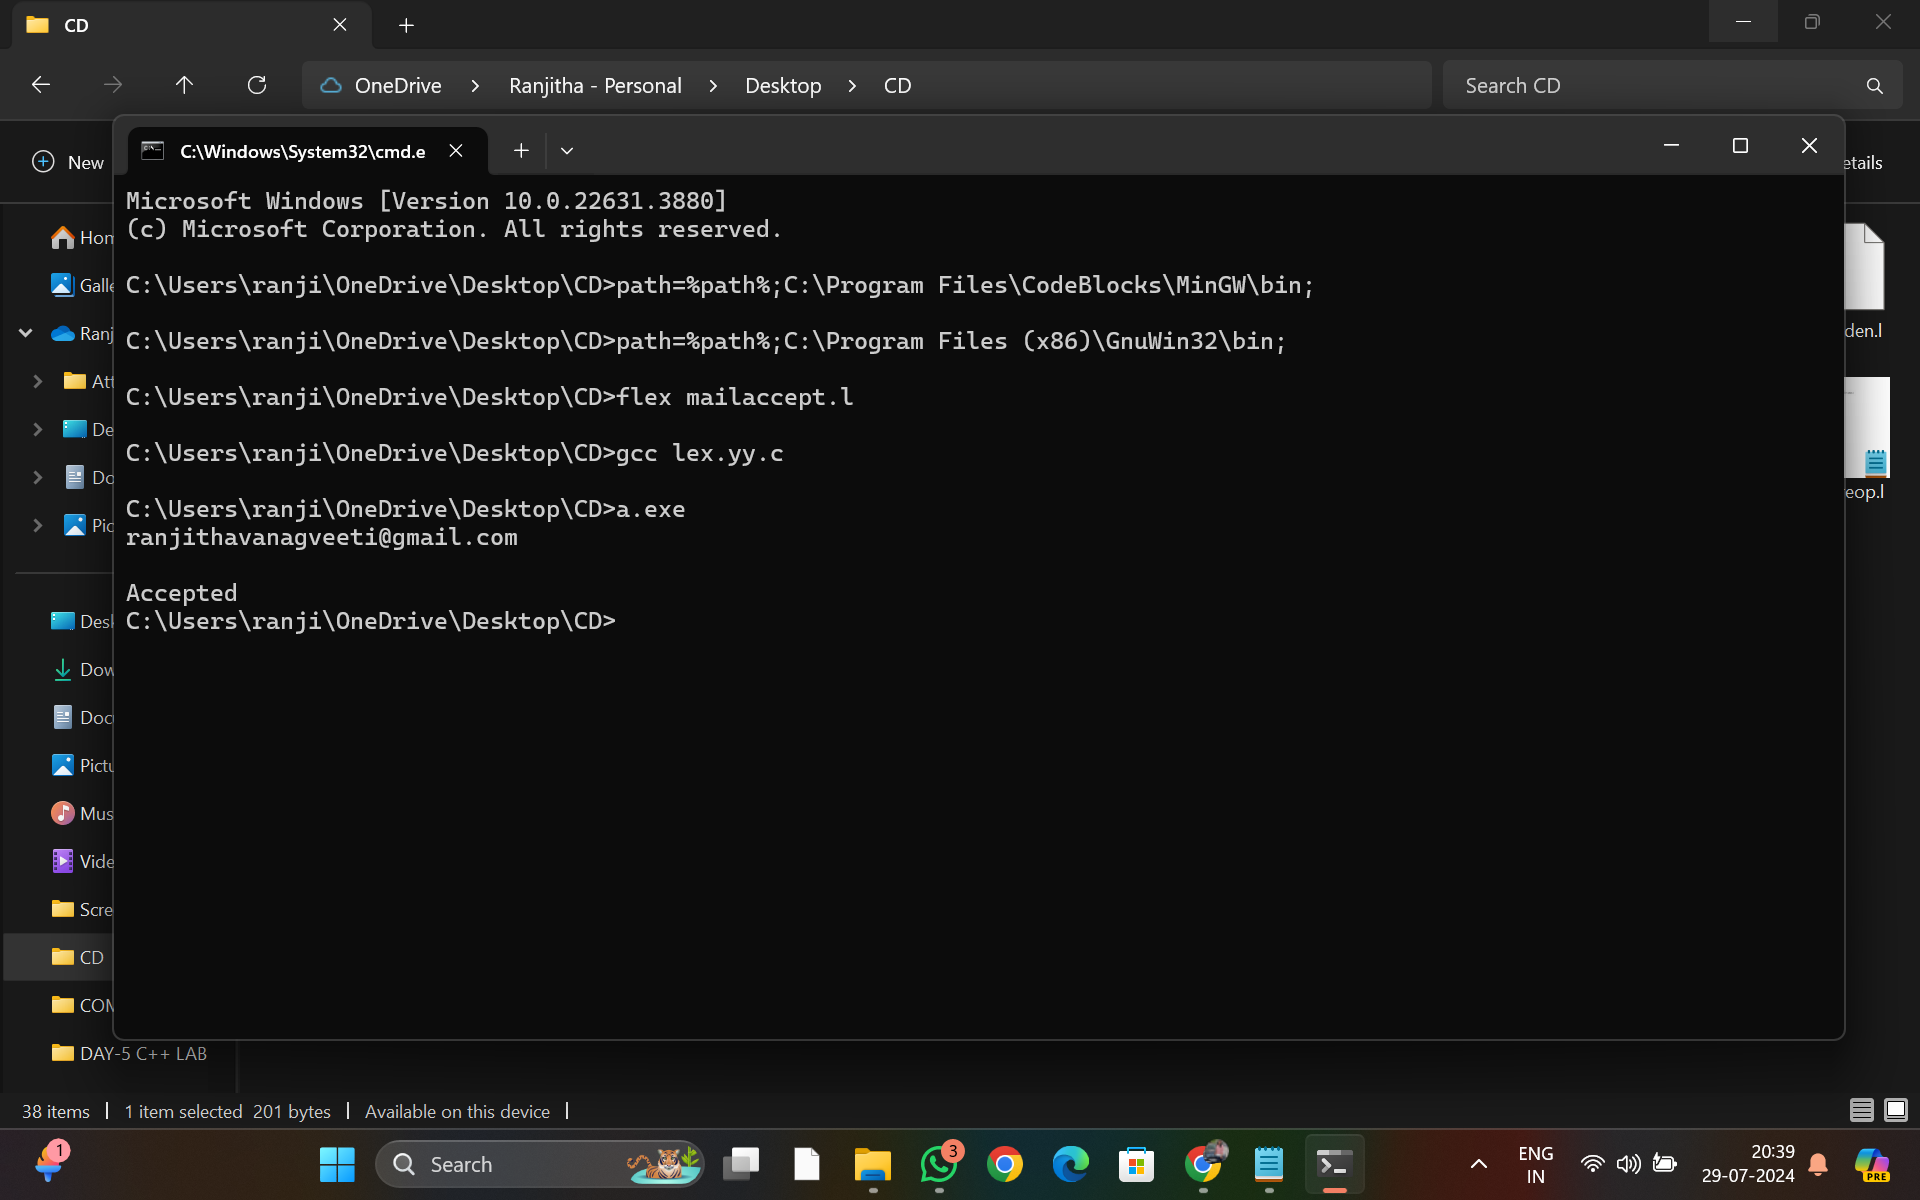 CD
OneDrive > Ranjitha - Personal > Desktop > CD
Search CD
New
C:\Windows\System32\cmd.e
etails
Microsoft Windows [Version 10.0.22631.3880]
(c) Microsoft Corporation. All rights reserved.
C:\Users\ranji\OneDrive\Desktop\CD>path=%path%;C:\Program Files\CodeBlocks\MinGW\bin;
C:\Users\ranji\OneDrive\Desktop\CD>path=%path%;C:\Program Files (x86)\GnuWin32\bin;
C:\Users\ranji\OneDrive\Desktop\CD>flex mailaccept.l
C:\Users\ranji\OneDrive\Desktop\CD>gcc lex.yy.c
C:\Users\ranji\OneDrive\Desktop\CD>a.exe
ranjithavanagveeti@gmail.com
Accepted
C:\Users\ranji\OneDrive\Desktop\CD>
Hom
Galle
Ranj
Att
De
Do
Pic
Desk
Dow
Docu
Pictu
Mus
Vide
Scre
CD
COM
DAY-5 C++ LAB
den.l
eop.l
38 items | 1 item selected 201 bytes | Available on this device |
1
Search
3
ENG
IN
20:39
29-07-2024
PRE